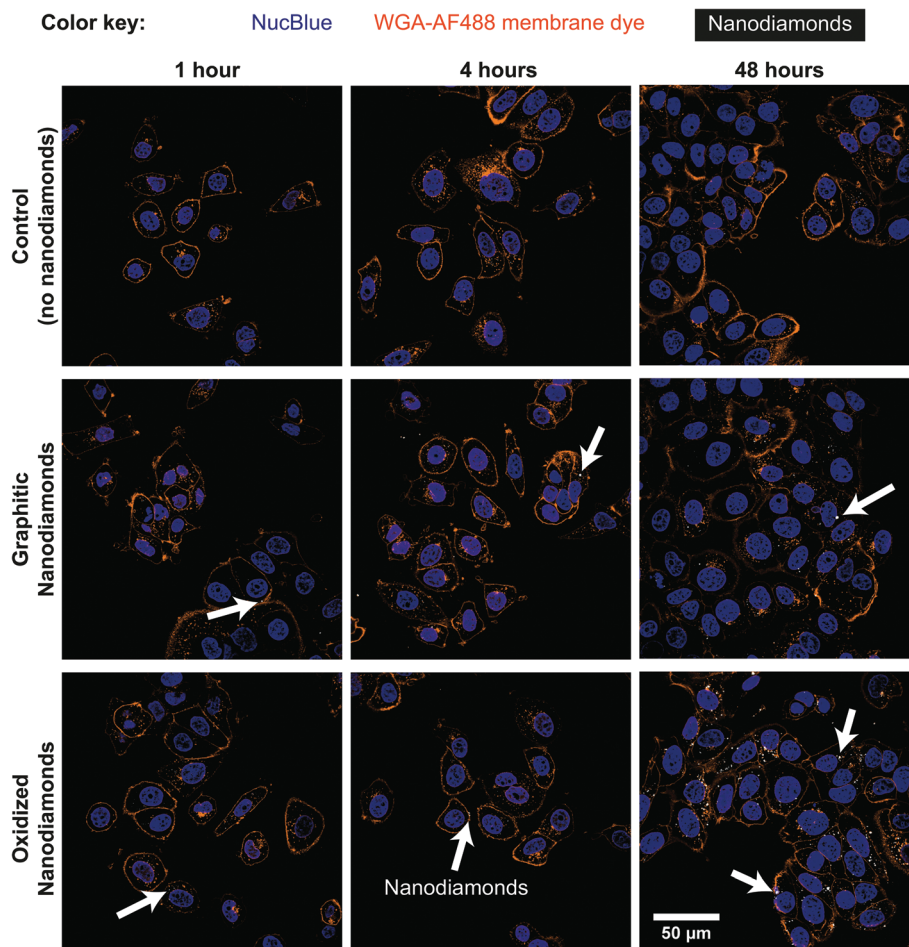 Color key: NucBlue WGA-AF488 membrane dye Nanodiamonds
1 hour 4 hours 48 hours
Control
(no nanodiamonds)
Graphitic
Nanodiamonds
Oxidized
Nanodiamonds
Nanodiamonds
50 µm